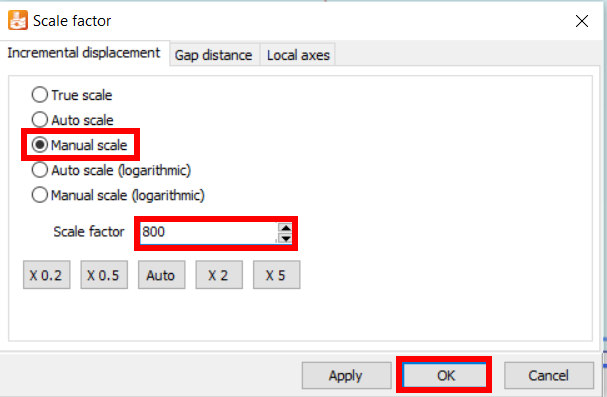 Scale factor
Incremental displacement Gap distance Local axes
True scale
Auto scale
Manual scale
Auto scale (logarithmic)
Manual scale (logarithmic)
Scale factor 800
X 0.2 X 0.5 Auto X 2 X 5
Apply OK Cancel